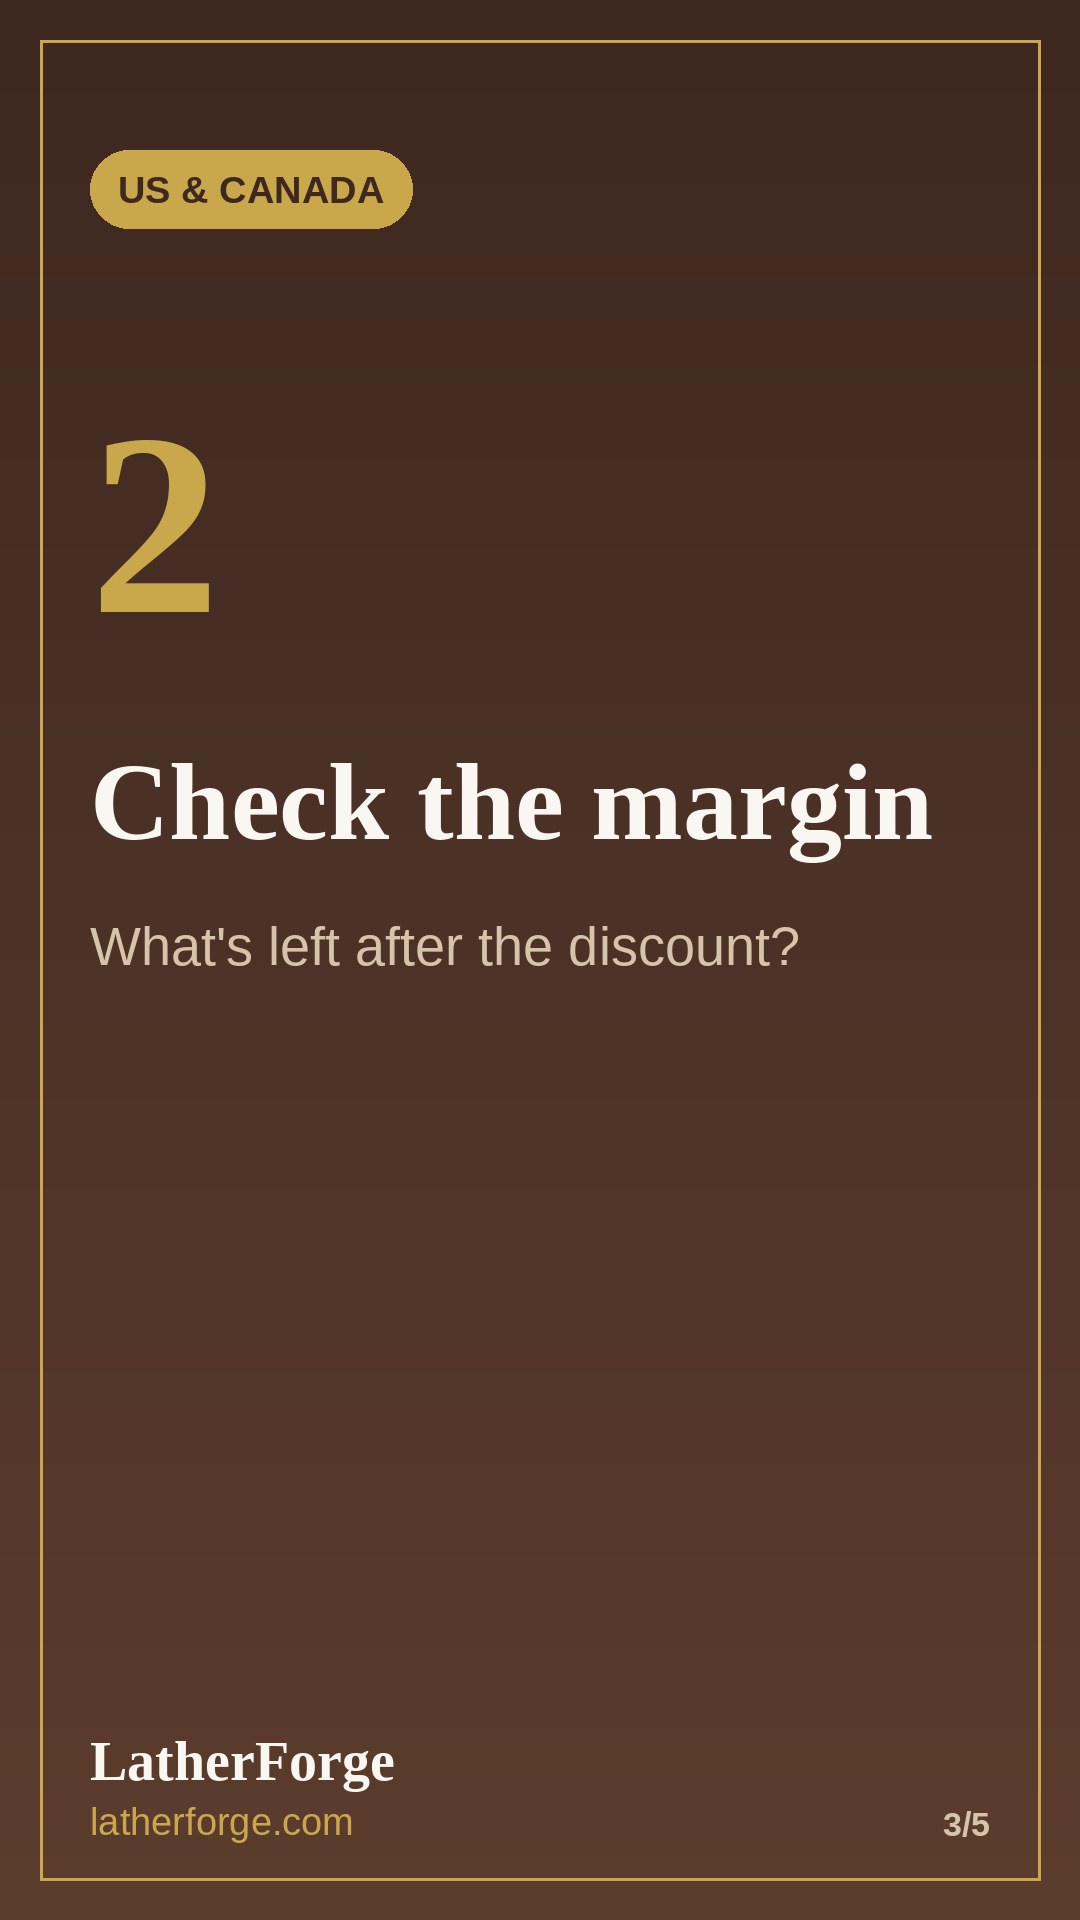 US & CANADA
2
Check the margin
What's left after the discount?
LatherForge
latherforge.com
3/5